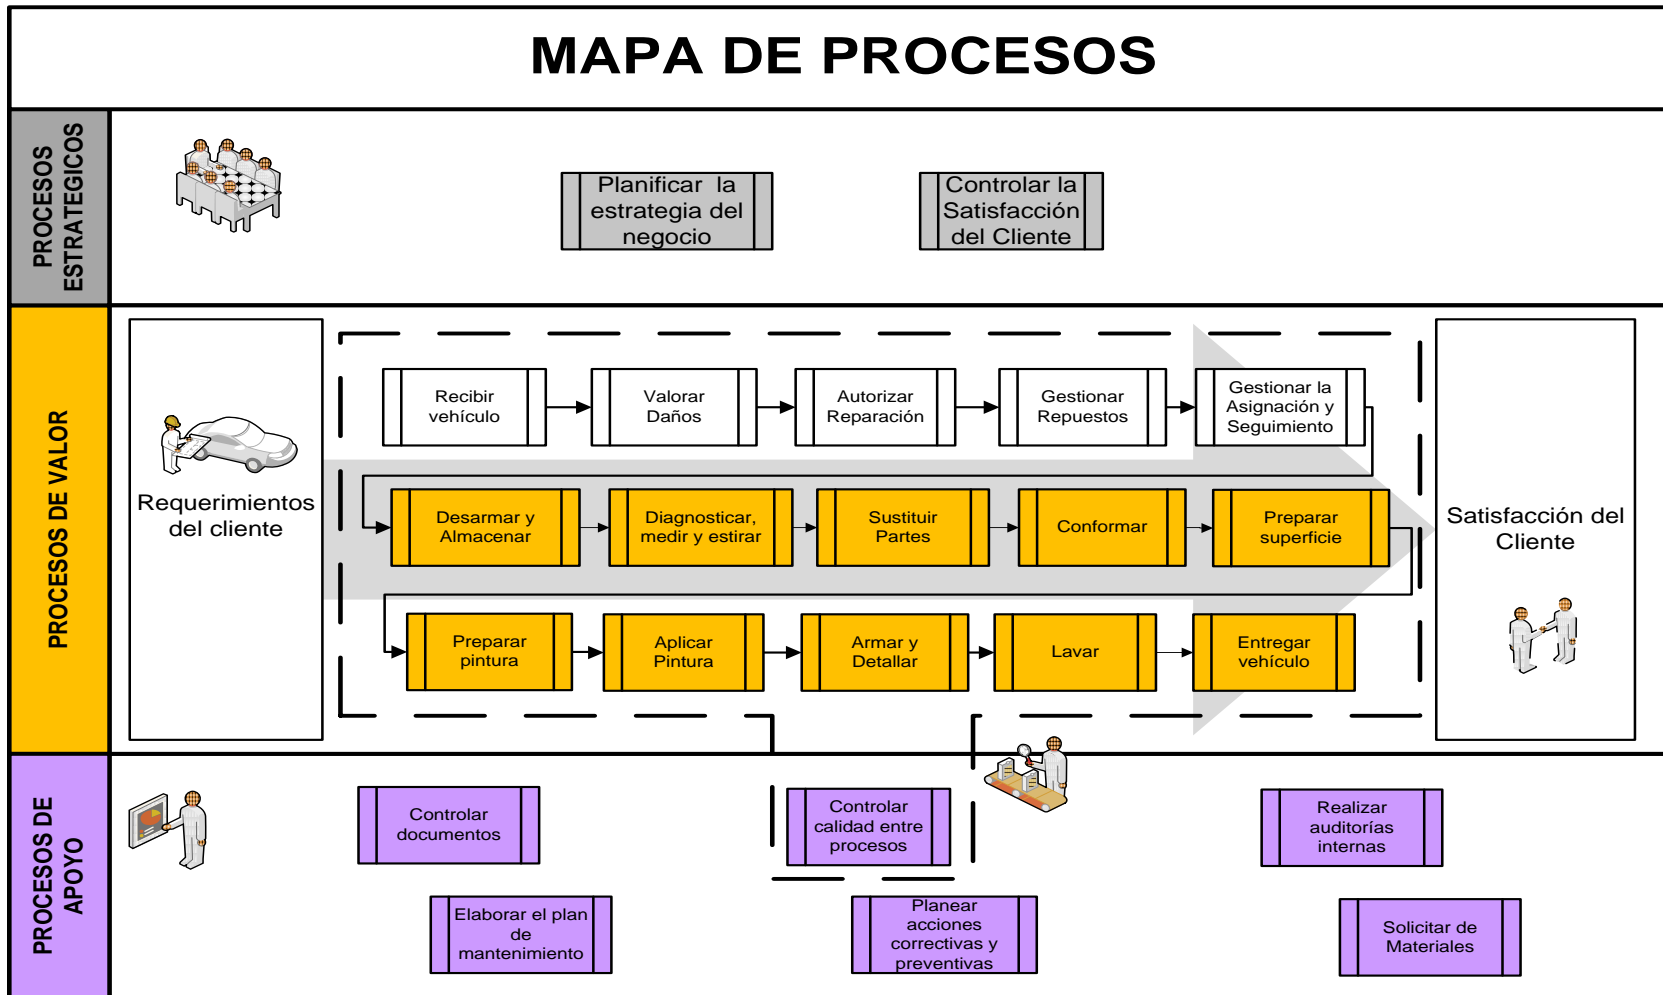 MAPA DE PROCESOS
PROCESOS
ESTRATEGICOS
Planificar la
estrategia del
negocio
Controlar la
Satisfacción
del Cliente
PROCESOS DE VALOR
Requerimientos
del cliente
Recibir
vehículo
Valorar
Daños
Autorizar
Reparación
Gestionar
Repuestos
Gestionar la
Asignación y
Seguimiento
Desarmar y
Almacenar
Diagnosticar,
medir y estirar
Sustituir
Partes
Conformar
Preparar
superficie
Preparar
pintura
Aplicar
Pintura
Armar y
Detallar
Lavar
Entregar
vehículo
Satisfacción del
Cliente
PROCESOS DE
APOYO
Controlar
documentos
Controlar
calidad entre
procesos
Realizar
auditorías
internas
Elaborar el plan
de
mantenimiento
Planear
acciones
correctivas y
preventivas
Solicitar de
Materiales